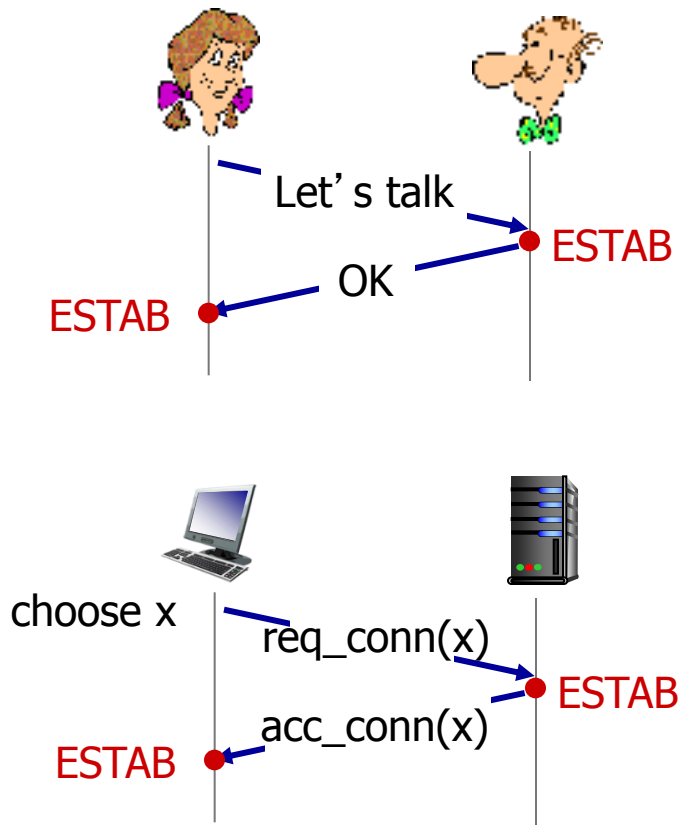 Let's talk
ESTAB
OK
ESTAB
choose x
req_conn(x)
ESTAB
acc_conn(x)
ESTAB